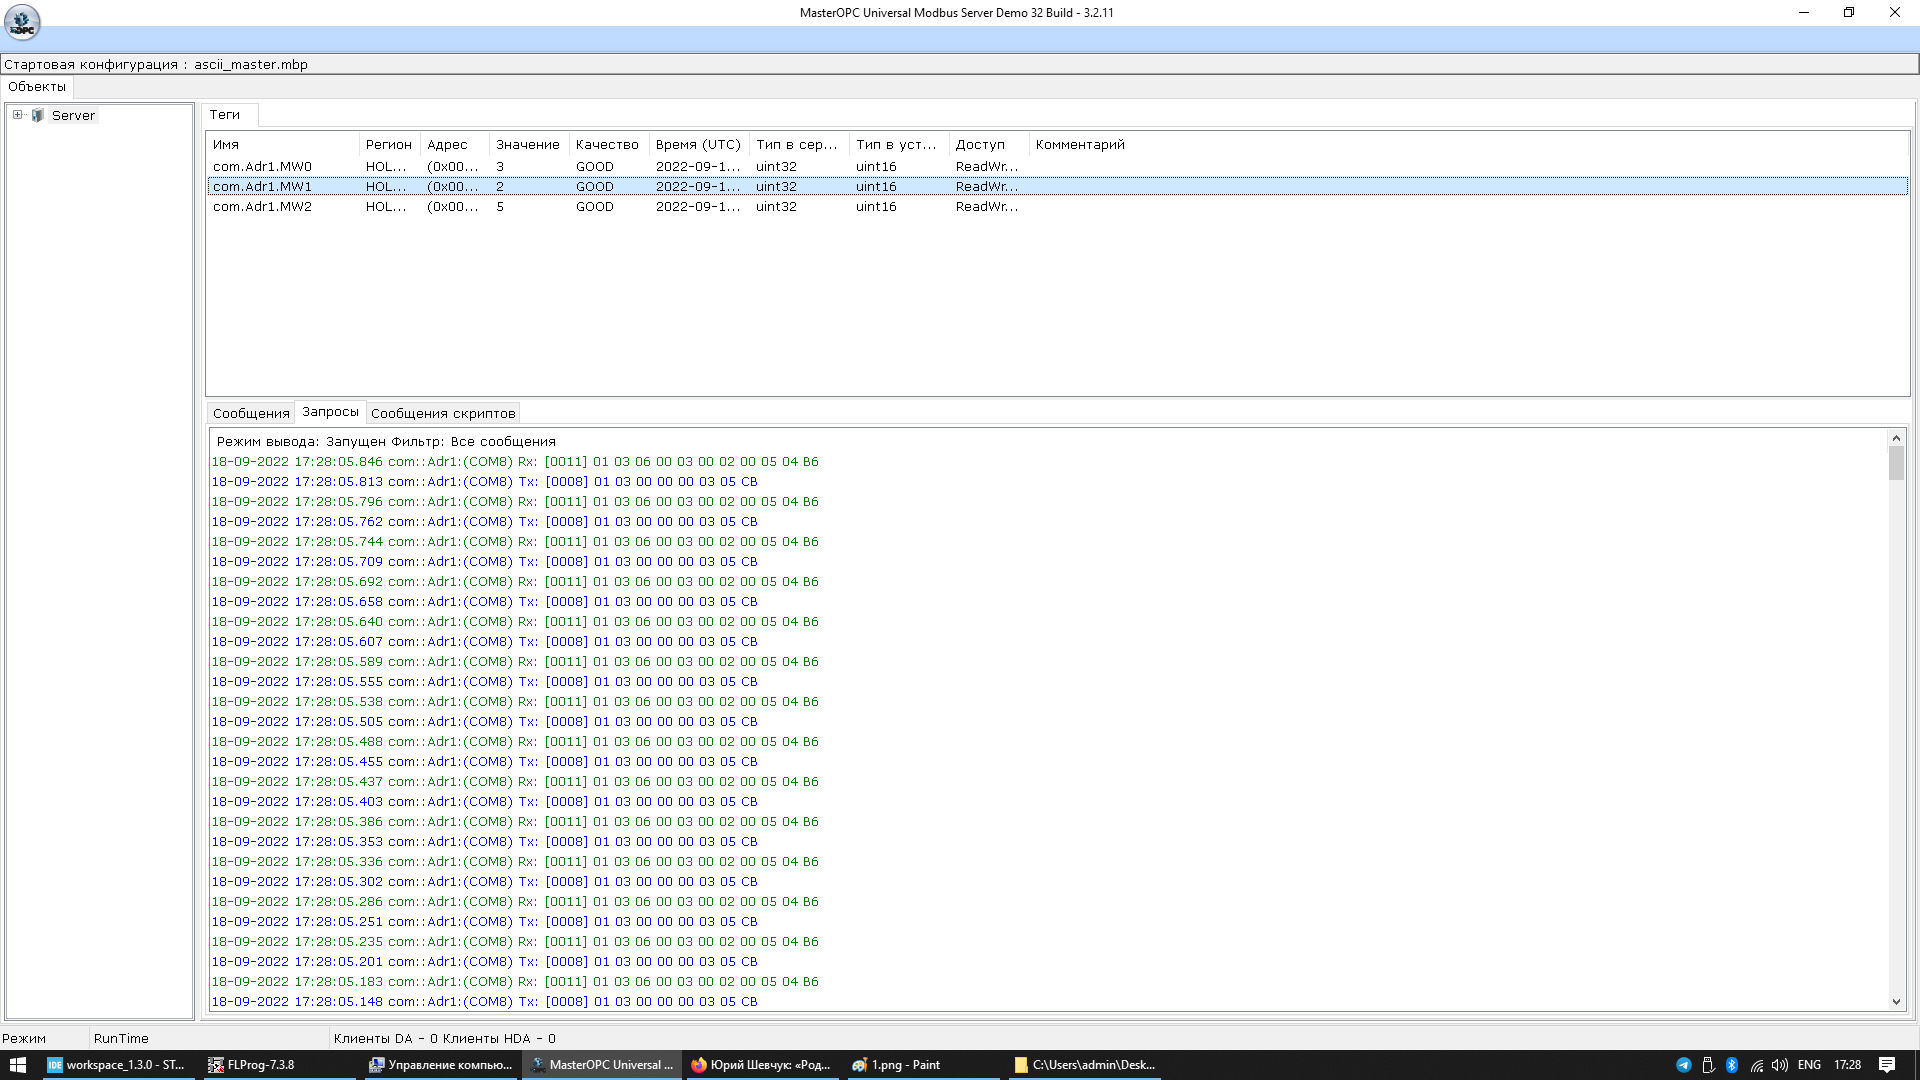 MasterOPC Universal Modbus Server Demo 32 Build - 3.2.11
Стартовая конфигурация : ascii_master.mbp
Объекты
Server
Теги
Имя Регион Адрес Значение Качество Время (UTC) Тип в сер... Тип в уст... Доступ Комментарий
com.Adr1.MW0 HOL... (0x00... 3 GOOD 2022-09-1... uint32 uint16 ReadWr...
com.Adr1.MW1 HOL... (0x00... 2 GOOD 2022-09-1... uint32 uint16 ReadWr...
com.Adr1.MW2 HOL... (0x00... 5 GOOD 2022-09-1... uint32 uint16 ReadWr...
Сообщения Запросы Сообщения скриптов
Режим вывода: Запущен Фильтр: Все сообщения
18-09-2022 17:28:05.846 com::Adr1:(COM8) Rx: [0011] 01 03 06 00 03 00 02 00 05 04 B6
18-09-2022 17:28:05.813 com::Adr1:(COM8) Tx: [0008] 01 03 00 00 00 03 05 CB
18-09-2022 17:28:05.796 com::Adr1:(COM8) Rx: [0011] 01 03 06 00 03 00 02 00 05 04 B6
18-09-2022 17:28:05.762 com::Adr1:(COM8) Tx: [0008] 01 03 00 00 00 03 05 CB
18-09-2022 17:28:05.744 com::Adr1:(COM8) Rx: [0011] 01 03 06 00 03 00 02 00 05 04 B6
18-09-2022 17:28:05.709 com::Adr1:(COM8) Tx: [0008] 01 03 00 00 00 03 05 CB
18-09-2022 17:28:05.692 com::Adr1:(COM8) Rx: [0011] 01 03 06 00 03 00 02 00 05 04 B6
18-09-2022 17:28:05.658 com::Adr1:(COM8) Tx: [0008] 01 03 00 00 00 03 05 CB
18-09-2022 17:28:05.640 com::Adr1:(COM8) Rx: [0011] 01 03 06 00 03 00 02 00 05 04 B6
18-09-2022 17:28:05.607 com::Adr1:(COM8) Tx: [0008] 01 03 00 00 00 03 05 CB
18-09-2022 17:28:05.589 com::Adr1:(COM8) Rx: [0011] 01 03 06 00 03 00 02 00 05 04 B6
18-09-2022 17:28:05.555 com::Adr1:(COM8) Tx: [0008] 01 03 00 00 00 03 05 CB
18-09-2022 17:28:05.538 com::Adr1:(COM8) Rx: [0011] 01 03 06 00 03 00 02 00 05 04 B6
18-09-2022 17:28:05.505 com::Adr1:(COM8) Tx: [0008] 01 03 00 00 00 03 05 CB
18-09-2022 17:28:05.488 com::Adr1:(COM8) Rx: [0011] 01 03 06 00 03 00 02 00 05 04 B6
18-09-2022 17:28:05.455 com::Adr1:(COM8) Tx: [0008] 01 03 00 00 00 03 05 CB
18-09-2022 17:28:05.437 com::Adr1:(COM8) Rx: [0011] 01 03 06 00 03 00 02 00 05 04 B6
18-09-2022 17:28:05.403 com::Adr1:(COM8) Tx: [0008] 01 03 00 00 00 03 05 CB
18-09-2022 17:28:05.386 com::Adr1:(COM8) Rx: [0011] 01 03 06 00 03 00 02 00 05 04 B6
18-09-2022 17:28:05.353 com::Adr1:(COM8) Tx: [0008] 01 03 00 00 00 03 05 CB
18-09-2022 17:28:05.336 com::Adr1:(COM8) Rx: [0011] 01 03 06 00 03 00 02 00 05 04 B6
18-09-2022 17:28:05.302 com::Adr1:(COM8) Tx: [0008] 01 03 00 00 00 03 05 CB
18-09-2022 17:28:05.286 com::Adr1:(COM8) Rx: [0011] 01 03 06 00 03 00 02 00 05 04 B6
18-09-2022 17:28:05.251 com::Adr1:(COM8) Tx: [0008] 01 03 00 00 00 03 05 CB
18-09-2022 17:28:05.235 com::Adr1:(COM8) Rx: [0011] 01 03 06 00 03 00 02 00 05 04 B6
18-09-2022 17:28:05.201 com::Adr1:(COM8) Tx: [0008] 01 03 00 00 00 03 05 CB
18-09-2022 17:28:05.183 com::Adr1:(COM8) Rx: [0011] 01 03 06 00 03 00 02 00 05 04 B6
18-09-2022 17:28:05.148 com::Adr1:(COM8) Tx: [0008] 01 03 00 00 00 03 05 CB
Режим RunTime Клиенты DA - 0 Клиенты HDA - 0
IDE workspace_1.3.0 - ST... FLProg-7.3.8 Управление компью... MasterOPC Universal ... Юрий Шевчук: «Род... 1.png - Paint C:\Users\admin\Desk... ENG 17:28